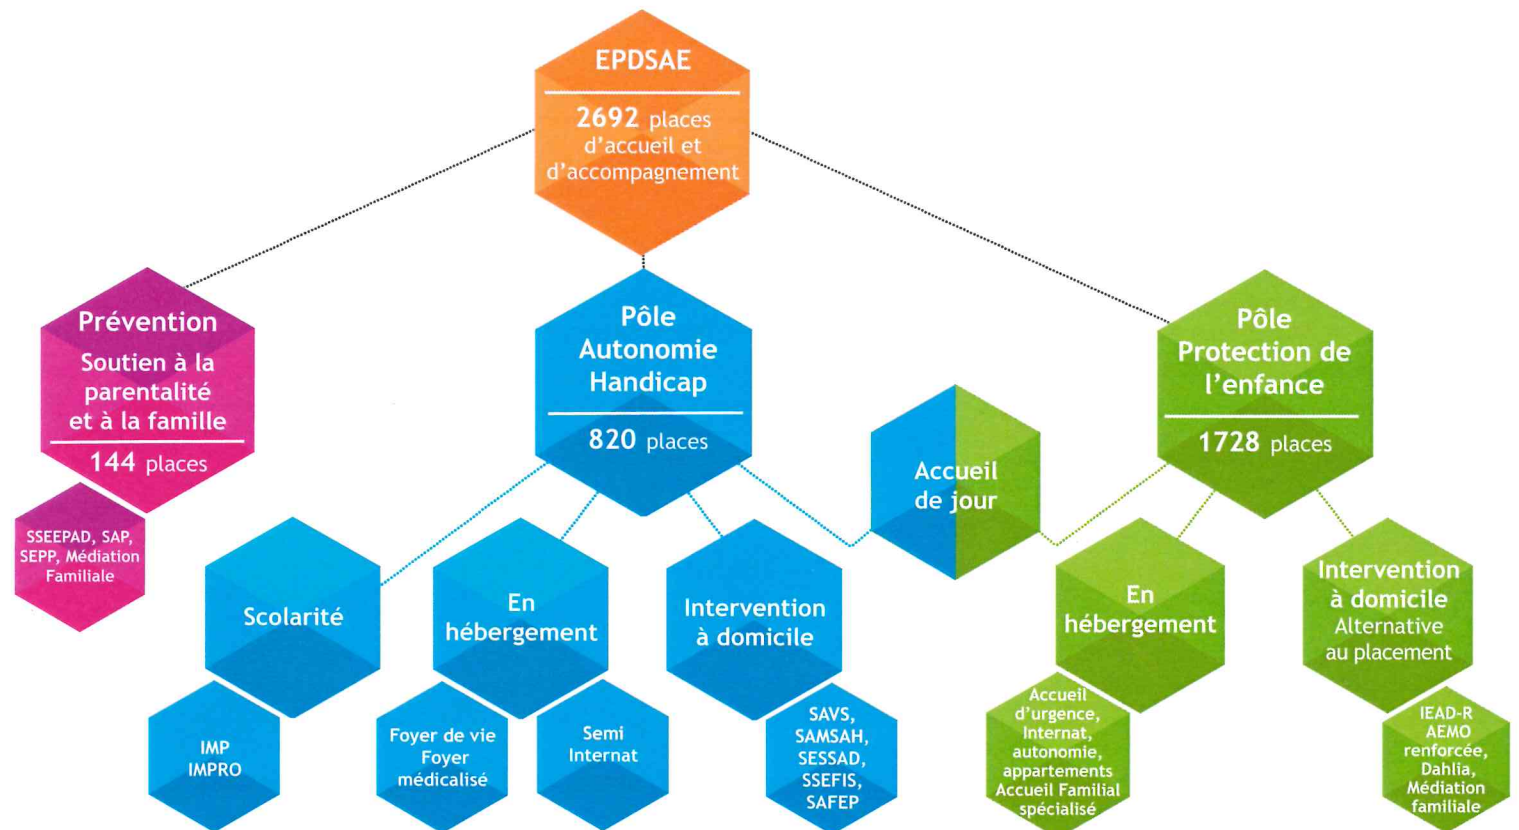 EPDSAE
2692 places
d'accueil et
d'accompagnement
Prévention
Soutien à la
parentalité
et à la famille
144 places
SSEEPAD, SAP,
SEPP, Médiation
Familiale
Pôle
Autonomie
Handicap
820 places
Pôle
Protection de
l'enfance
1728 places
Accueil
de jour
Scolarité
En
hébergement
Intervention
à domicile
En
hébergement
Intervention
à domicile
Alternative
au placement
IMP
IMPRO
Foyer de vie
Foyer
médicalisé
Semi
Internat
SAVS,
SAMSAH,
SESSAD,
SSEFIS,
SAFEP
Accueil
d'urgence,
Internat,
autonomie,
appartements
Accueil Familial
spécialisé
IEAD-R
AEMO
renforcée,
Dahlia,
Médiation
familiale